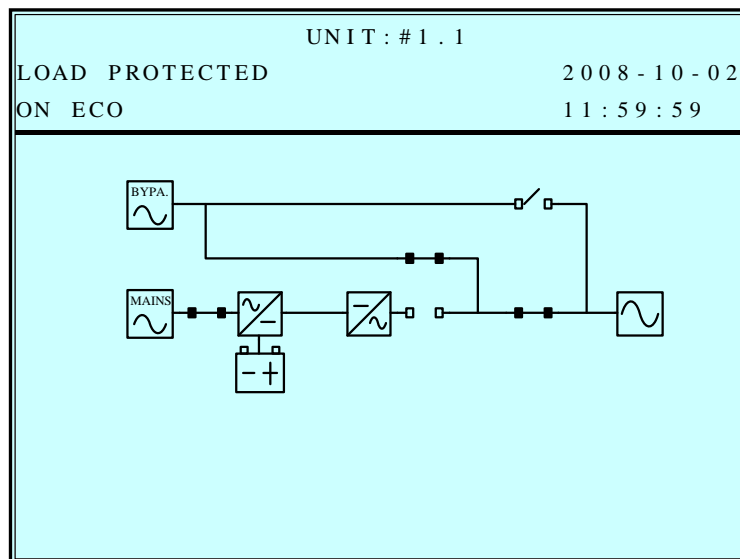 UNIT:#1.1
LOAD PROTECTED 2008-10-02
ON ECO 11:59:59
BYPA.
MAINS